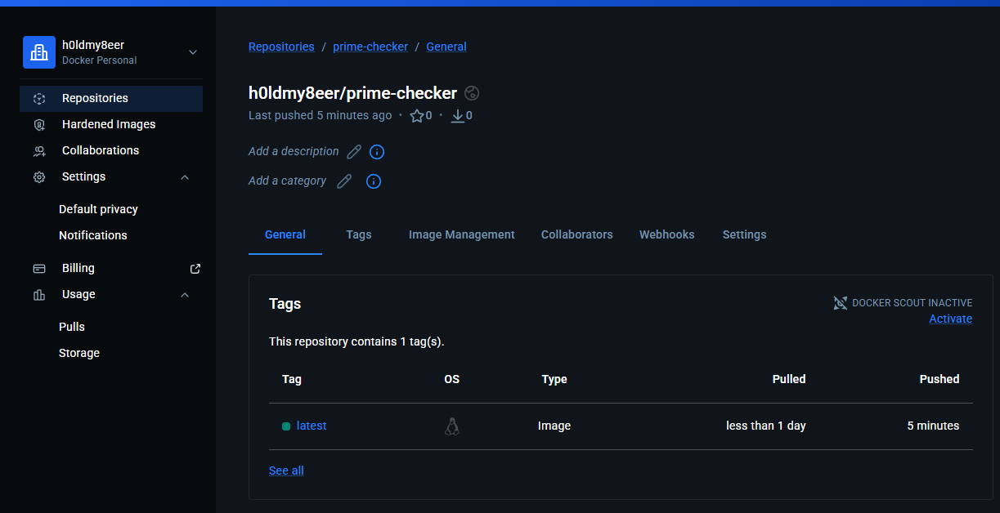 h0ldmy8eer
Docker Personal
Repositories
Hardened Images
Collaborations
Settings
Default privacy
Notifications
Billing
Usage
Pulls
Storage
Repositories / prime-checker / General
h0ldmy8eer/prime-checker
Last pushed 5 minutes ago · 0 · 0
Add a description
Add a category
General Tags Image Management Collaborators Webhooks Settings
Tags
DOCKER SCOUT INACTIVE
Activate
This repository contains 1 tag(s).
Tag OS Type Pulled Pushed
latest Image less than 1 day 5 minutes
See all